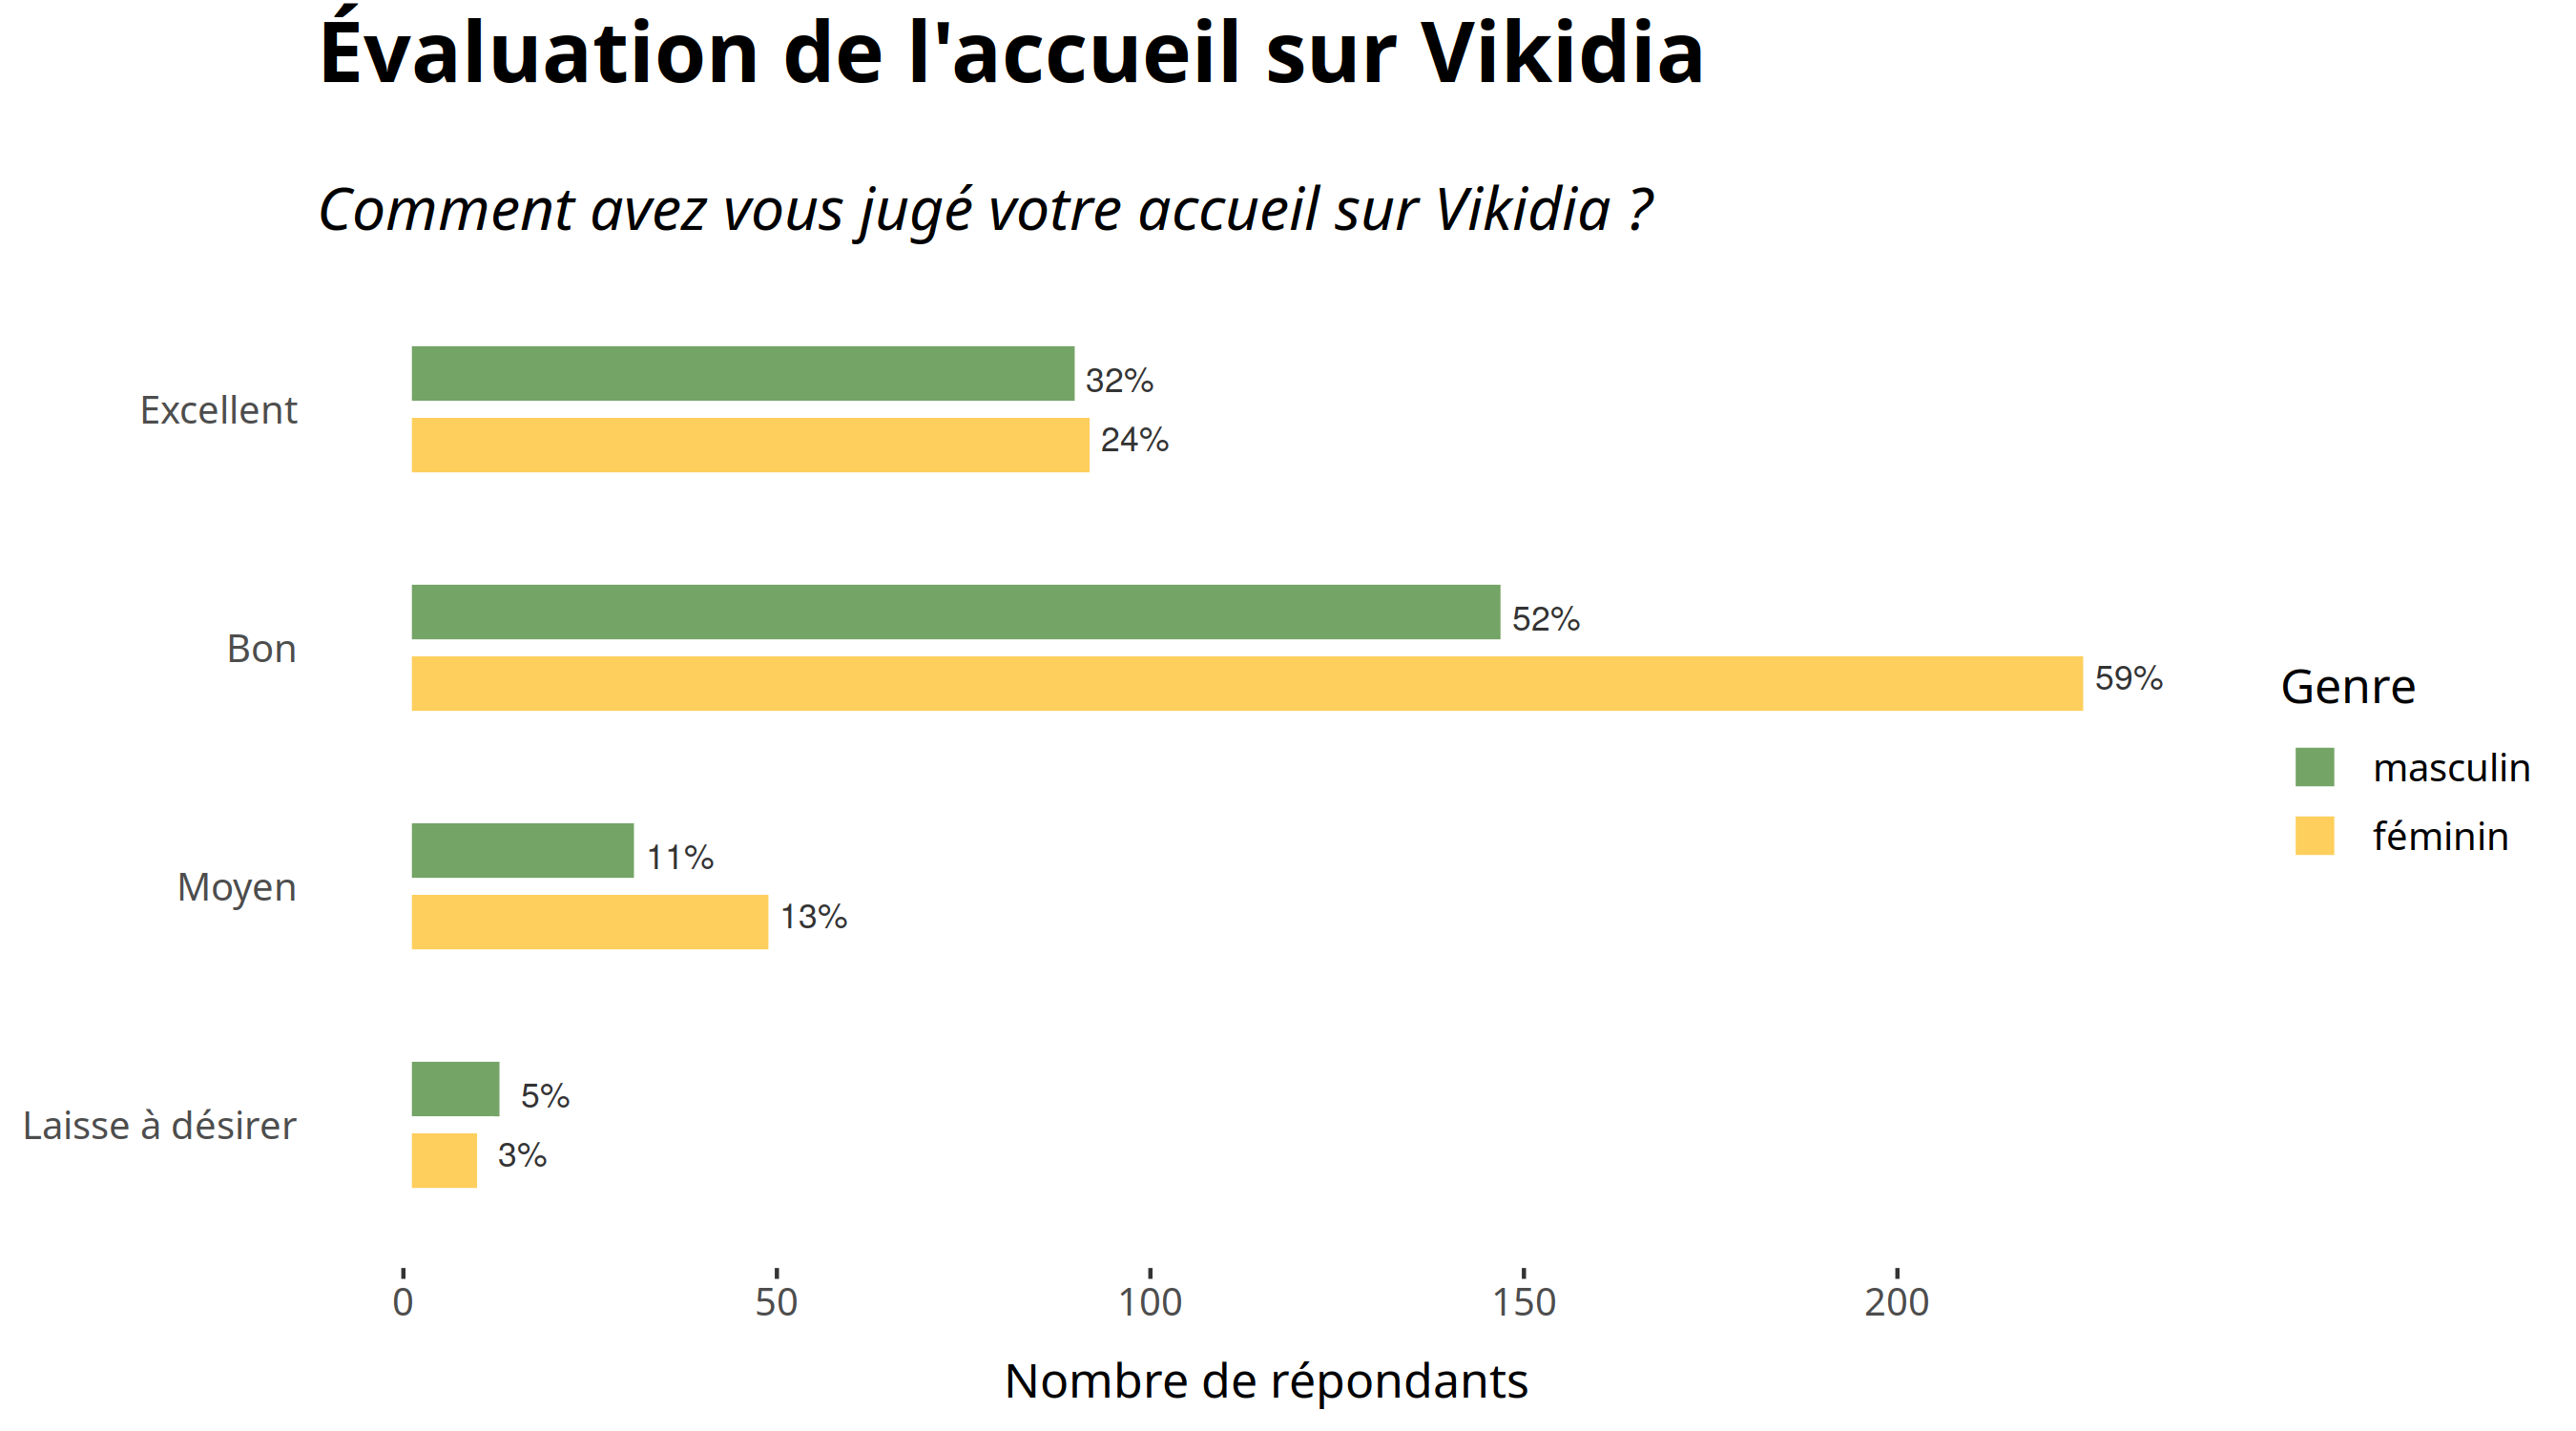 Évaluation de l'accueil sur Vikidia
Comment avez vous jugé votre accueil sur Vikidia ?
Excellent
32%
24%
Bon
52%
59%
Moyen
11%
13%
Laisse à désirer
5%
3%
Genre
masculin
féminin
0 50 100 150 200
Nombre de répondants